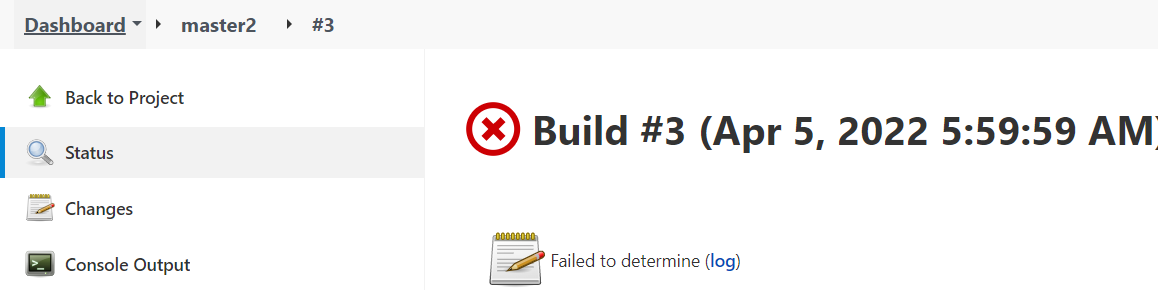 Dashboard master2 #3
Back to Project
Status
Changes
Console Output
Build #3 (Apr 5, 2022 5:59:59 AM)
Failed to determine (log)